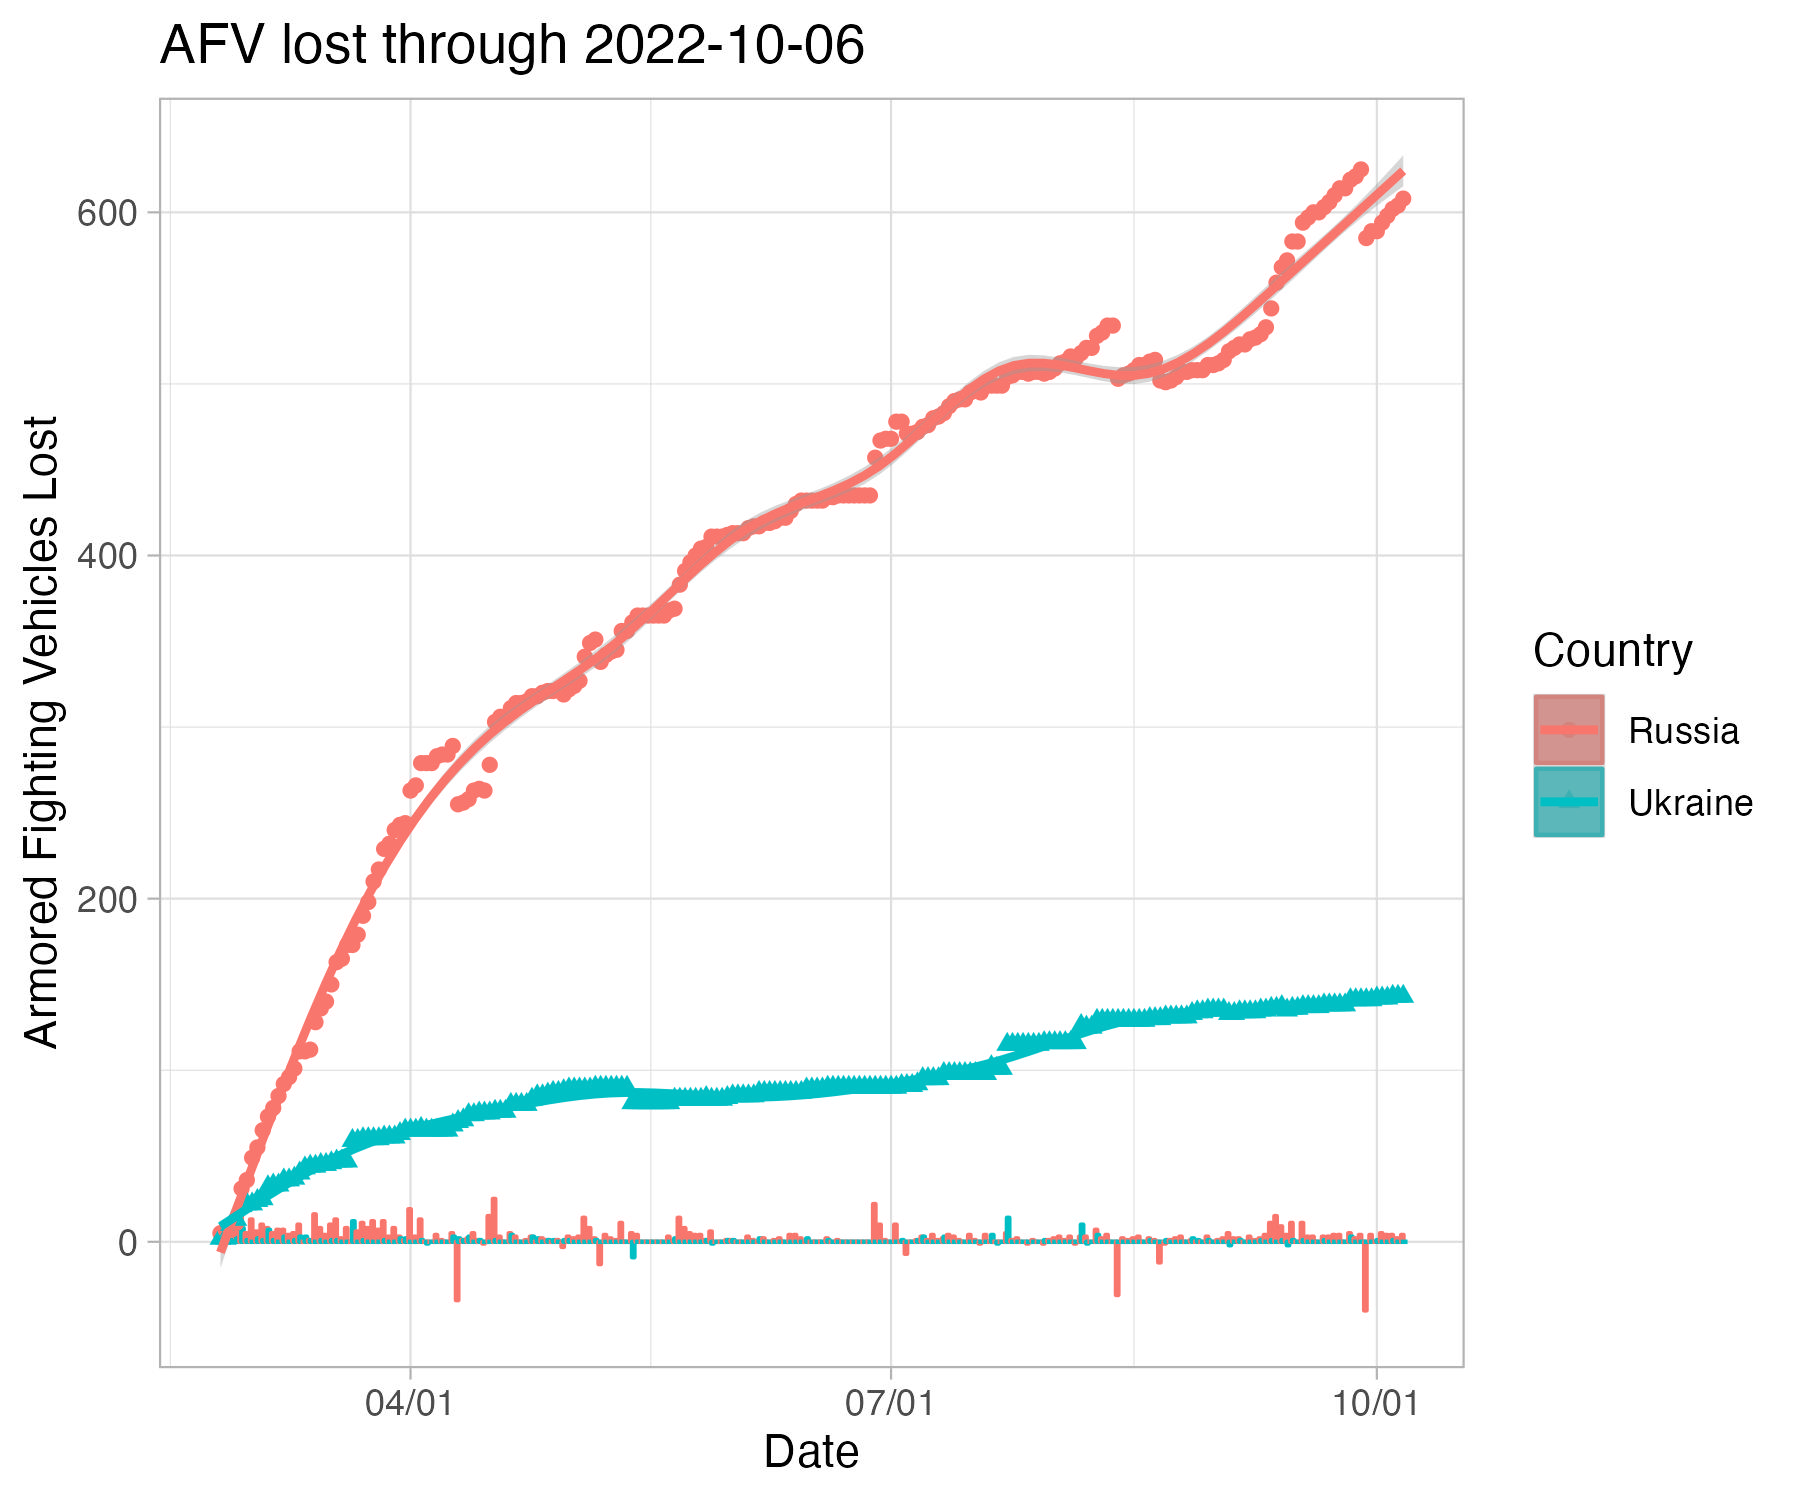 AFV lost through 2022-10-06
Armored Fighting Vehicles Lost
600
400
200
0
04/01
07/01
10/01
Date
Country
Russia
Ukraine